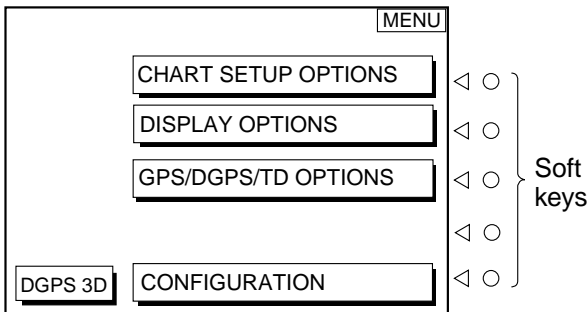 MENU
CHART SETUP OPTIONS
DISPLAY OPTIONS
GPS/DGPS/TD OPTIONS
Soft
keys
DGPS 3D
CONFIGURATION